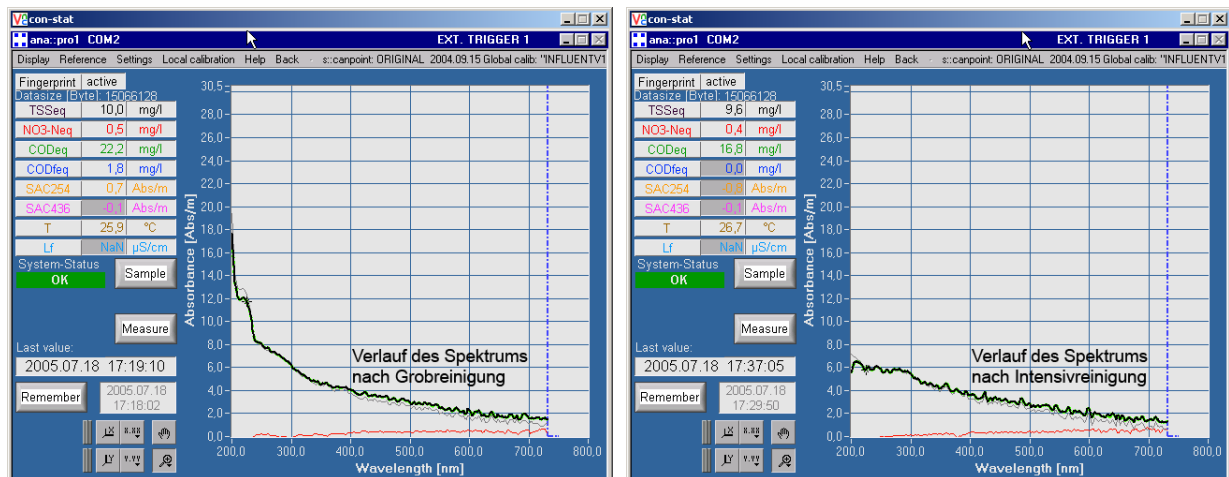 con-stat
ana::pro1 COM2 EXT. TRIGGER 1
Display Reference Settings Local calibration Help Back s::canpoint: ORIGINAL 2004.09.15 Global calib: "INFLUENTV1
Fingerprint active
Datasize [Byte]: 15066128
TSSeq 10,0 mg/l
NO3-Neq 0,5 mg/l
CODeq 22,2 mg/l
CODfeq 1,8 mg/l
SAC254 0,7 Abs/m
SAC436 -0,1 Abs/m
T 25,9 °C
Lf NaN µS/cm
System-Status
OK
Sample
Measure
Last value:
2005.07.18 17:19:10
Remember
2005.07.18
17:18:02
Absorbance [Abs/m]
30,5
28,0
26,0
24,0
22,0
20,0
18,0
16,0
14,0
12,0
10,0
8,0
6,0
4,0
2,0
0,0
Verlauf des Spektrums
nach Grobreinigung
200,0 300,0 400,0 500,0 600,0 700,0 800,0
Wavelength [nm]
con-stat
ana::pro1 COM2 EXT. TRIGGER 1
Display Reference Settings Local calibration Help Back s::canpoint: ORIGINAL 2004.09.15 Global calib: "INFLUENTV1
Fingerprint active
Datasize [Byte]: 15066128
TSSeq 9,6 mg/l
NO3-Neq 0,4 mg/l
CODeq 16,8 mg/l
CODfeq 0,0 mg/l
SAC254 Abs/m
SAC436 -0,1 Abs/m
T 26,7 °C
Lf NaN µS/cm
System-Status
OK
Sample
Measure
Last value:
2005.07.18 17:37:05
Remember
2005.07.18
17:29:50
Absorbance [Abs/m]
30,5
28,0
26,0
24,0
22,0
20,0
18,0
16,0
14,0
12,0
10,0
8,0
6,0
4,0
2,0
0,0
Verlauf des Spektrums
nach Intensivreinigung
200,0 300,0 400,0 500,0 600,0 700,0 800,0
Wavelength [nm]